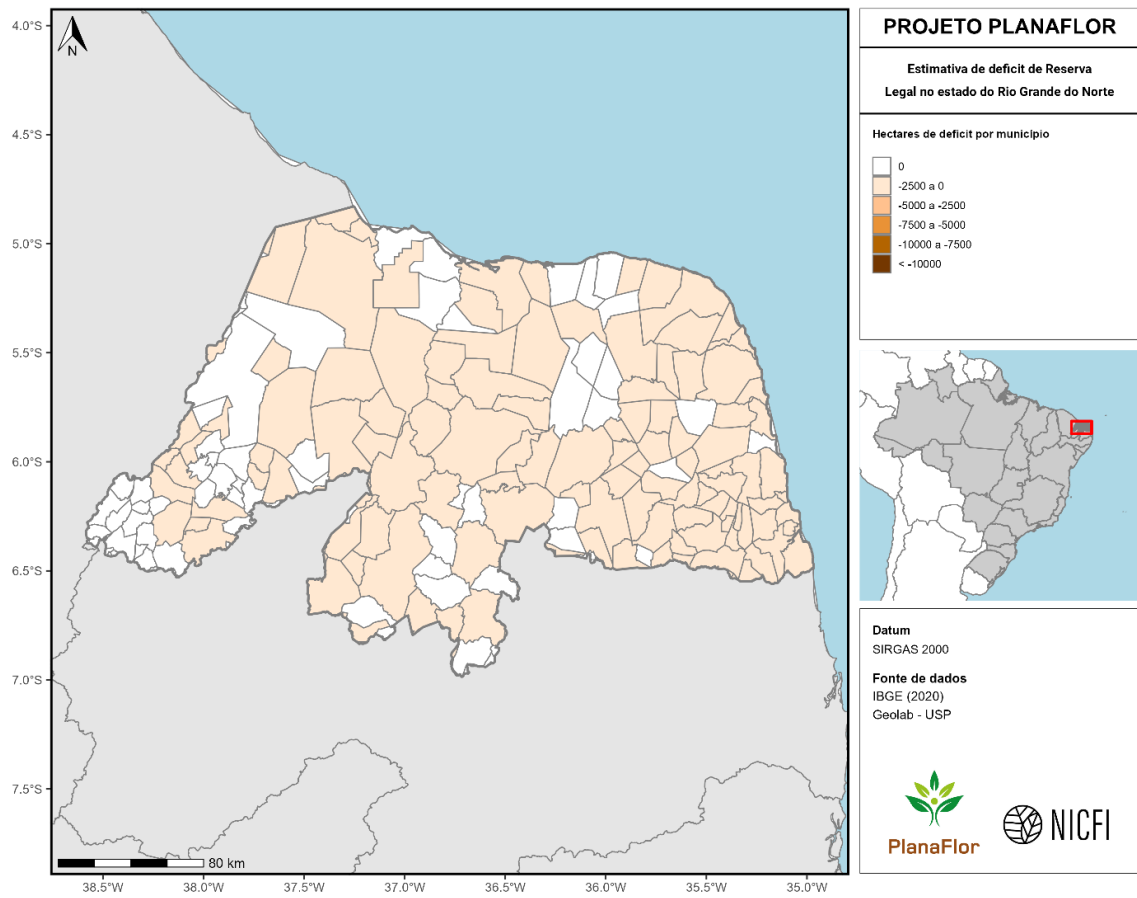 4.0°S
4.5°S
5.0°S
5.5°S
6.0°S
6.5°S
7.0°S
7.5°S
N
80 km
38.5°W
38.0°W
37.5°W
37.0°W
36.5°W
36.0°W
35.5°W
35.0°W
PROJETO PLANAFLOR
Estimativa de deficit de Reserva
Legal no estado do Rio Grande do Norte
Hectares de deficit por município
0
-2500 a 0
-5000 a -2500
-7500 a -5000
-10000 a -7500
< -10000
Datum
SIRGAS 2000
Fonte de dados
IBGE (2020)
Geolab - USP
PlanaFlor
NICFI